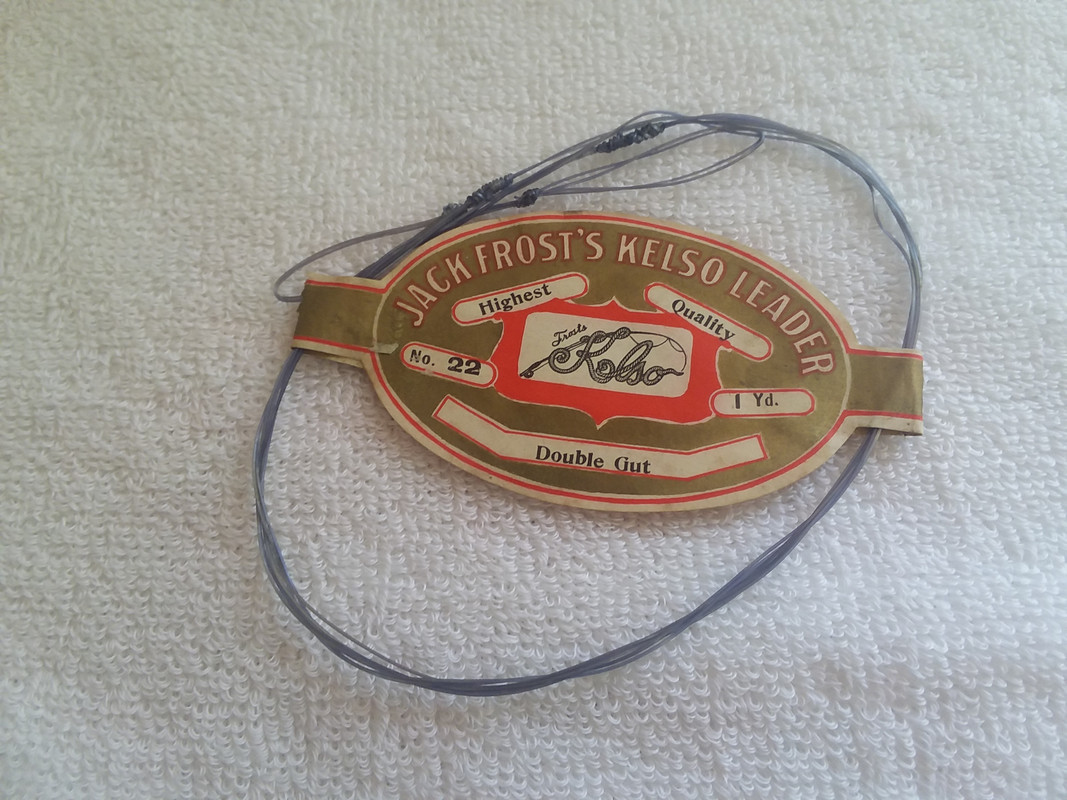 JACK FROST'S KELSO LEADER
Highest Quality
Frosts
Kelso
No. 22
1 Yd.
Double Gut